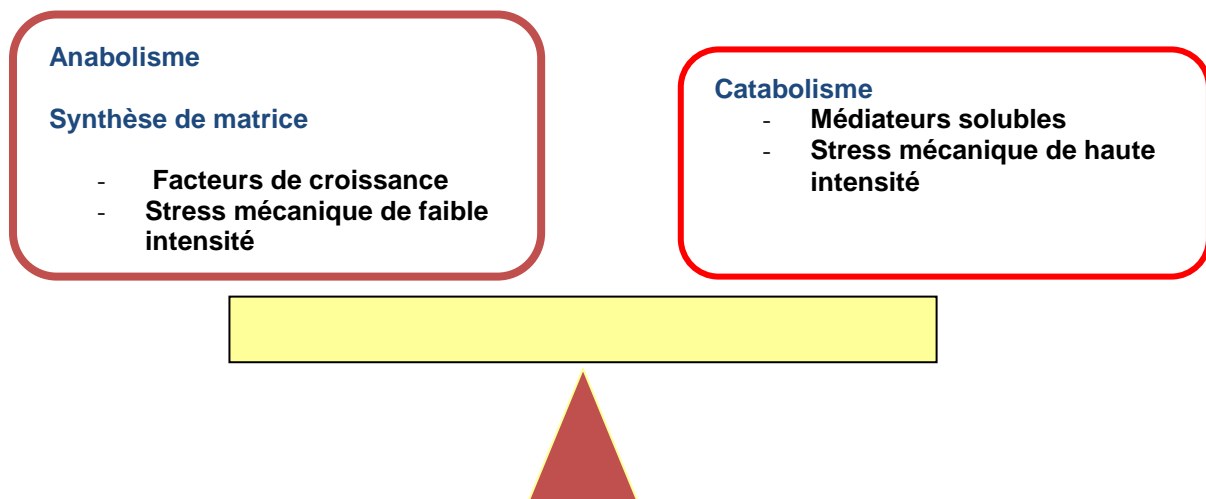 Anabolisme
Synthèse de matrice
- Facteurs de croissance
- Stress mécanique de faible
intensité
Catabolisme
- Médiateurs solubles
- Stress mécanique de haute
intensité